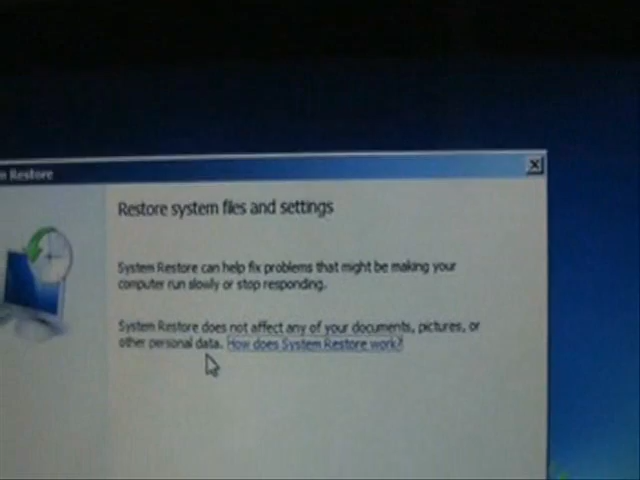 m Restore
Restore system files and settings
System Restore can help fix problems that might be making your
computer run slowly or stop responding.
System Restore does not affect any of your documents, pictures, or
other personal data. How does System Restore work?